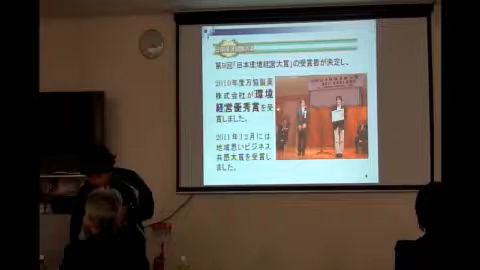 第9回「日本環境経営大賞」の受賞者が決定し、
2010年度万協製薬
株式会社が環境
経営優秀賞を受
賞しました。
2011年12月には
地域思いビジネス
共感大賞を受賞し
ました。